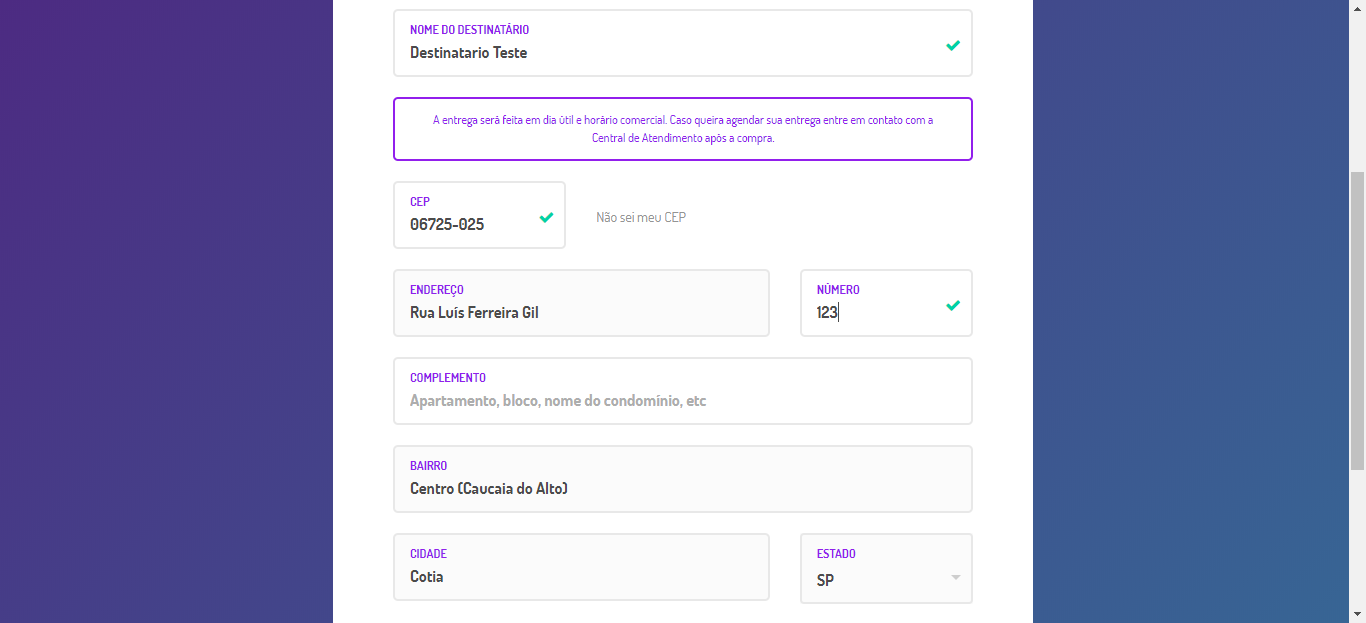 NOME DO DESTINATÁRIO
Destinatario Teste
A entrega será feita em dia útil e horário comercial. Caso queira agendar sua entrega entre em contato com a
Central de Atendimento após a compra.
CEP
06725-025
Não sei meu CEP
ENDEREÇO
Rua Luís Ferreira Gil
NÚMERO
123
COMPLEMENTO
Apartamento, bloco, nome do condomínio, etc
BAIRRO
Centro (Caucaia do Alto)
CIDADE
Cotia
ESTADO
SP